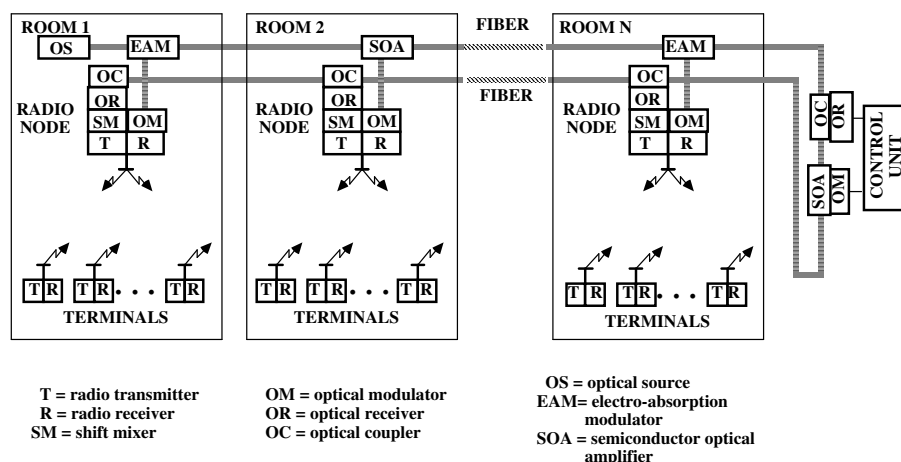 ROOM 1
OS
EAM
OC
OR
SM
OM
T
R
RADIO
NODE
T R
T R
. . .
T R
TERMINALS
ROOM 2
SOA
OC
OR
SM
OM
T
R
RADIO
NODE
T R
T R
. . .
T R
TERMINALS
FIBER
FIBER
ROOM N
EAM
OC
OR
SM
OM
T
R
RADIO
NODE
T R
T R
. . .
T R
TERMINALS
OC
OR
SOA
OM
CONTROL
UNIT
T = radio transmitter
R = radio receiver
SM = shift mixer
OM = optical modulator
OR = optical receiver
OC = optical coupler
OS = optical source
EAM= electro-absorption
modulator
SOA = semiconductor optical
amplifier